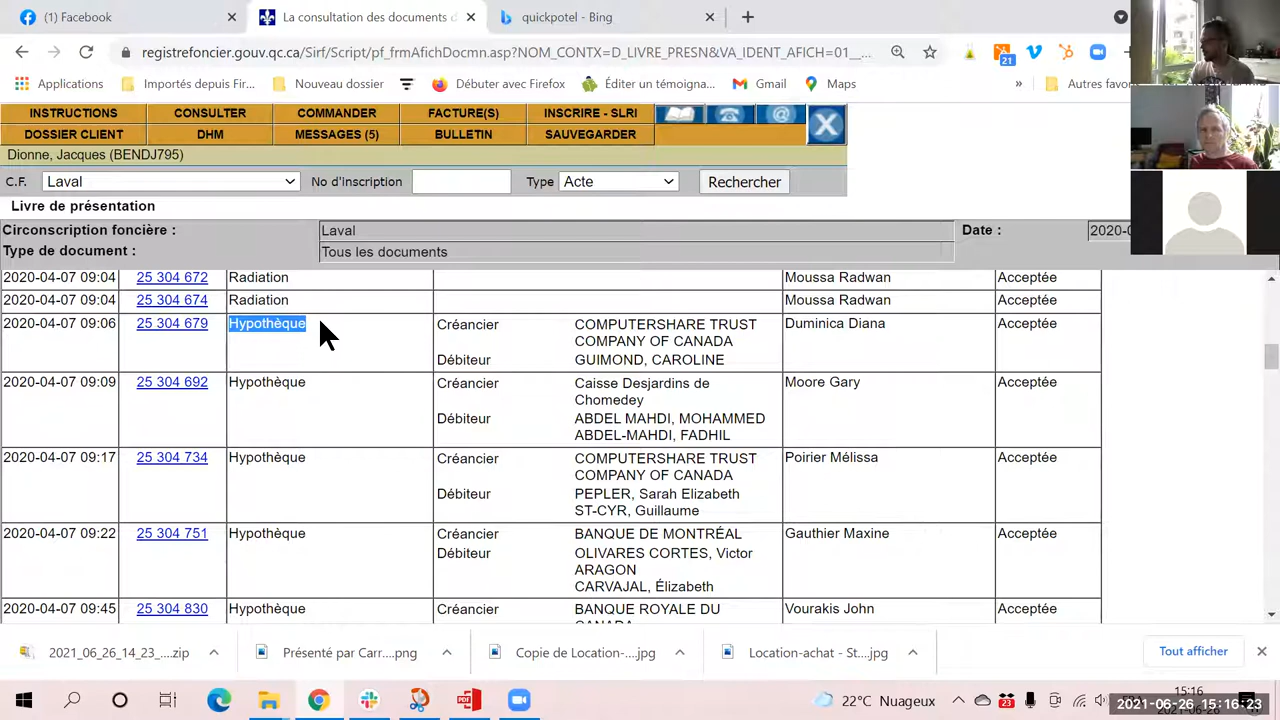 (1) Facebook
La consultation des documents d
quickpotel - Bing
registrefoncier.gouv.qc.ca/Sirf/Script/pf_frmAfichDocmn.asp?NOM_CONTX=D_LIVRE_PRESN&VA_IDENT_AFICH=01__...
21
Applications
Importés depuis Fir...
Nouveau dossier
Débuter avec Firefox
Éditer un témoigna...
Gmail
Maps
»
Autres favoris
INSTRUCTIONS
CONSULTER
COMMANDER
FACTURE(S)
INSCRIRE - SLRI
DOSSIER CLIENT
DHM
MESSAGES (5)
BULLETIN
SAUVEGARDER
Dionne, Jacques (BENDJ795)
C.F. Laval No d'inscription Type Acte Rechercher
Livre de présentation
Circonscription foncière : Laval Date : 2020-0
Type de document : Tous les documents
2020-04-07 09:04 25 304 672 Radiation Moussa Radwan Acceptée
2020-04-07 09:04 25 304 674 Radiation Moussa Radwan Acceptée
2020-04-07 09:06 25 304 679 Hypothèque Créancier COMPUTERSHARE TRUST Duminica Diana Acceptée
COMPANY OF CANADA
Débiteur GUIMOND, CAROLINE
2020-04-07 09:09 25 304 692 Hypothèque Créancier Caisse Desjardins de Moore Gary Acceptée
Chomedey
Débiteur ABDEL MAHDI, MOHAMMED
ABDEL-MAHDI, FADHIL
2020-04-07 09:17 25 304 734 Hypothèque Créancier COMPUTERSHARE TRUST Poirier Mélissa Acceptée
COMPANY OF CANADA
Débiteur PEPLER, Sarah Elizabeth
ST-CYR, Guillaume
2020-04-07 09:22 25 304 751 Hypothèque Créancier BANQUE DE MONTRÉAL Gauthier Maxine Acceptée
Débiteur OLIVARES CORTES, Victor
ARAGON
CARVAJAL, Élizabeth
2020-04-07 09:45 25 304 830 Hypothèque Créancier BANQUE ROYALE DU Vourakis John Acceptée
CANADA
2021_06_26_14_23_....zip
Présenté par Carr....png
Copie de Location-....jpg
Location-achat - St....jpg
Tout afficher
22°C Nuageux
23
15:16
2021-06-26 15:16:23